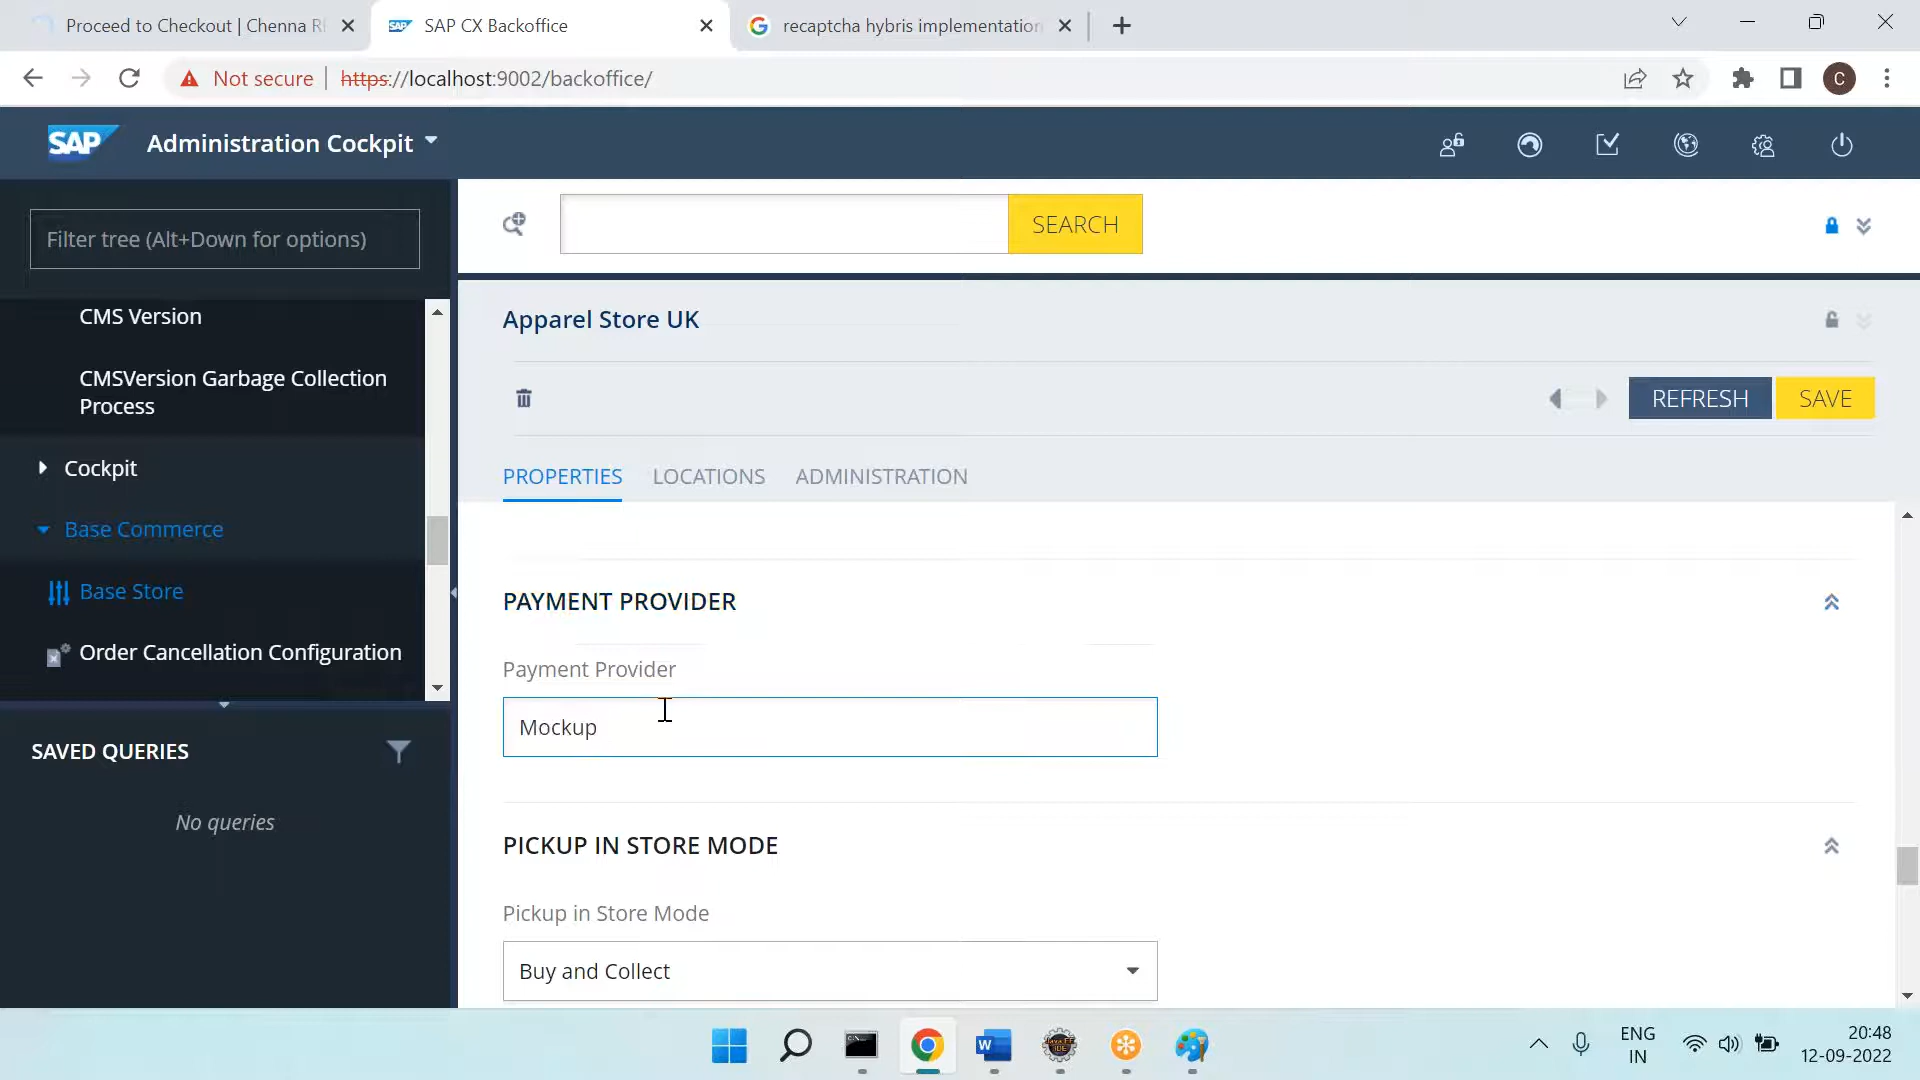 Proceed to Checkout | Chenna R
SAP CX Backoffice
recaptcha hybris implementation
Not secure
https://localhost:9002/backoffice/
C
SAP
Administration Cockpit
Filter tree (Alt+Down for options)
SEARCH
CMS Version
CMSVersion Garbage Collection
Process
Cockpit
Base Commerce
Base Store
Order Cancellation Configuration
SAVED QUERIES
No queries
Apparel Store UK
REFRESH
SAVE
PROPERTIES
LOCATIONS
ADMINISTRATION
PAYMENT PROVIDER
Payment Provider
Mockup
PICKUP IN STORE MODE
Pickup in Store Mode
Buy and Collect
ENG
IN
20:48
12-09-2022